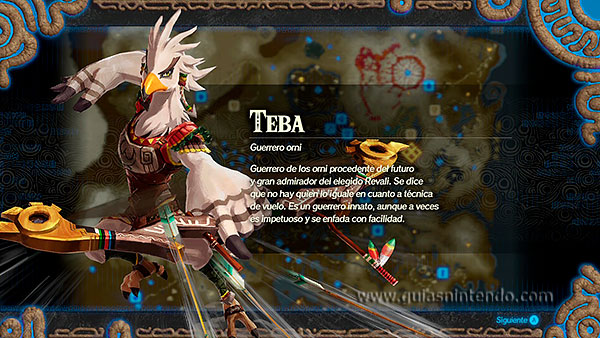 TEBA
Guerrero orni
Guerrero de los orni procedente del futuro
y gran admirador del elegido Revali. Se dice
que no hay quien lo iguale en cuanto a técnica
de vuelo. Es un guerrero innato, aunque a veces
es impetuoso y se enfada con facilidad.
www.guiasnintendo.com
Siguiente A